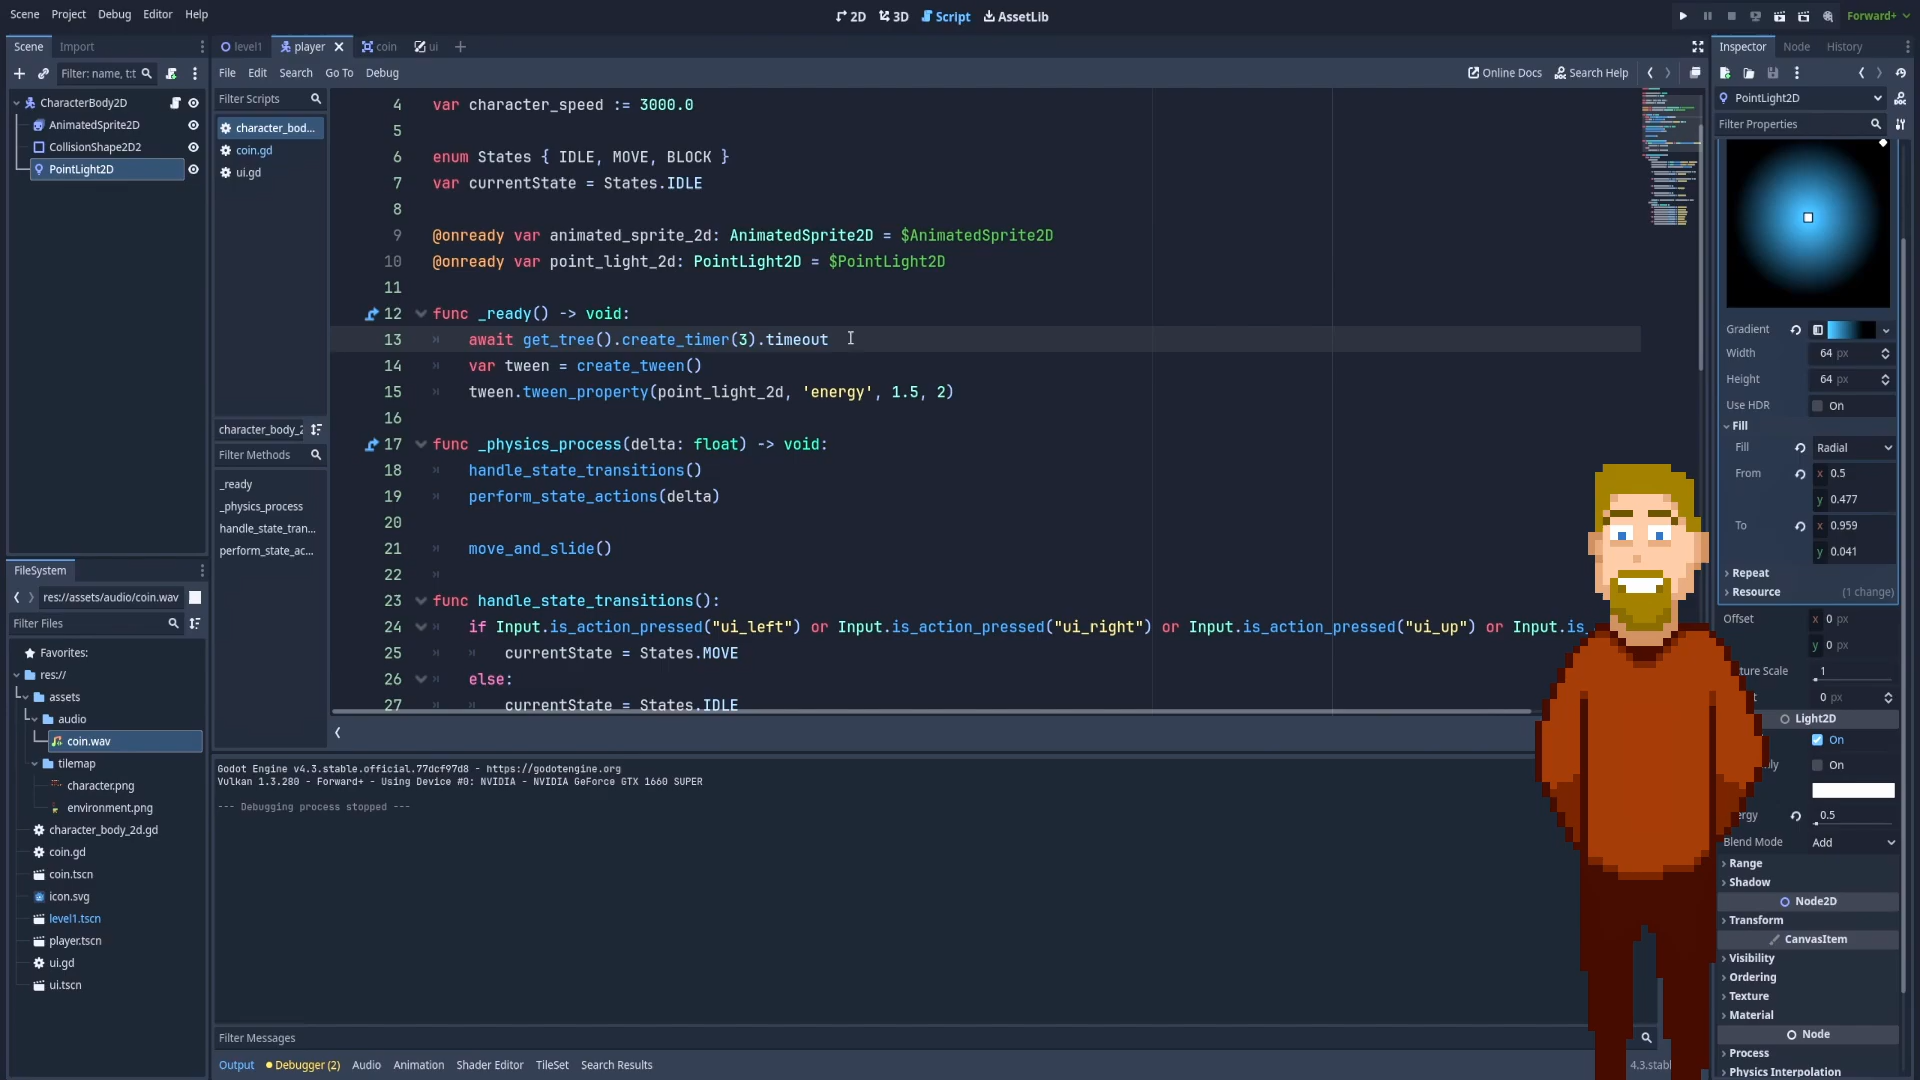 Scene Project Debug Editor Help
2D 3D Script AssetLib
Forward+
Scene Import
level1 player coin ui
Inspector Node History
Filter: name, t:t
File Edit Search Go To Debug
Online Docs Search Help
Filter Scripts
CharacterBody2D
AnimatedSprite2D
CollisionShape2D2
PointLight2D
character_bod...
coin.gd
ui.gd
character_body_2
Filter Methods
_ready
_physics_process
handle_state_tran...
perform_state_ac...
4 var character_speed := 3000.0
5
6 enum States { IDLE, MOVE, BLOCK }
7 var currentState = States.IDLE
8
9 @onready var animated_sprite_2d: AnimatedSprite2D = $AnimatedSprite2D
10 @onready var point_light_2d: PointLight2D = $PointLight2D
11
12 func _ready() -> void:
13 await get_tree().create_timer(3).timeout
14 var tween = create_tween()
15 tween.tween_property(point_light_2d, 'energy', 1.5, 2)
16
17 func _physics_process(delta: float) -> void:
18 handle_state_transitions()
19 perform_state_actions(delta)
20
21 move_and_slide()
22
23 func handle_state_transitions():
24 if Input.is_action_pressed("ui_left") or Input.is_action_pressed("ui_right") or Input.is_action_pressed("ui_up") or Input.is_
25 currentState = States.MOVE
26 else:
27 currentState = States.IDLE
FileSystem
res://assets/audio/coin.wav
Filter Files
Favorites:
res://
assets
audio
coin.wav
tilemap
character.png
environment.png
character_body_2d.gd
coin.gd
coin.tscn
icon.svg
level1.tscn
player.tscn
ui.gd
ui.tscn
Godot Engine v4.3.stable.official.77dcf97d8 - https://godotengine.org
Vulkan 1.3.280 - Forward+ - Using Device #0: NVIDIA - NVIDIA GeForce GTX 1660 SUPER
--- Debugging process stopped ---
Filter Messages
Output Debugger (2) Audio Animation Shader Editor TileSet Search Results
4.3.stabl
PointLight2D
Filter Properties
Gradient
Width 64 px
Height 64 px
Use HDR On
Fill
Fill Radial
From x 0.5
y 0.477
To x 0.959
y 0.041
Repeat
Resource (1 change)
Offset x 0 px
y 0 px
ture Scale 1
t 0 px
Light2D
On
ly On
rgy 0.5
Blend Mode Add
Range
Shadow
Node2D
Transform
CanvasItem
Visibility
Ordering
Texture
Material
Node
Process
Physics Interpolation